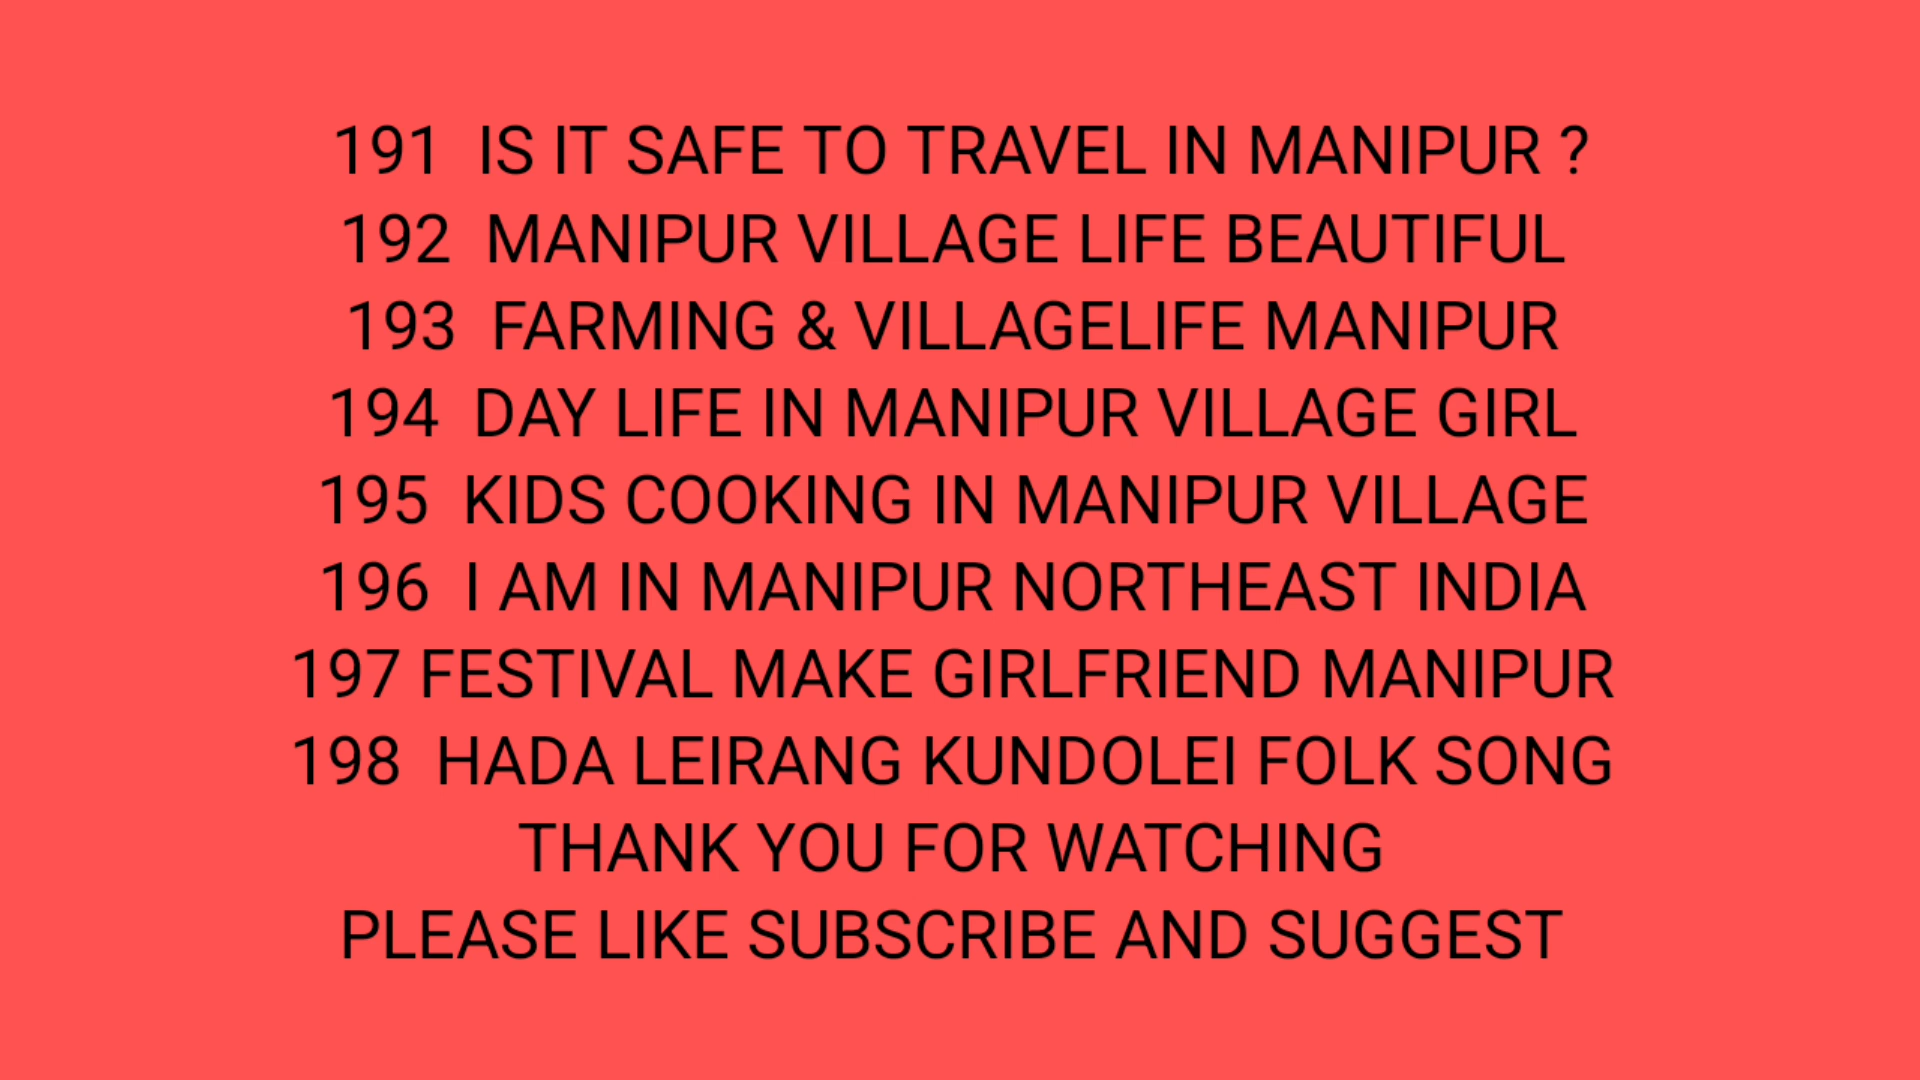 191  IS IT SAFE TO TRAVEL IN MANIPUR ?
192  MANIPUR VILLAGE LIFE BEAUTIFUL
193  FARMING & VILLAGELIFE MANIPUR
194  DAY LIFE IN MANIPUR VILLAGE GIRL
195  KIDS COOKING IN MANIPUR VILLAGE
196  I AM IN MANIPUR NORTHEAST INDIA
197 FESTIVAL MAKE GIRLFRIEND MANIPUR
198  HADA LEIRANG KUNDOLEI FOLK SONG
THANK YOU FOR WATCHING
PLEASE LIKE SUBSCRIBE AND SUGGEST